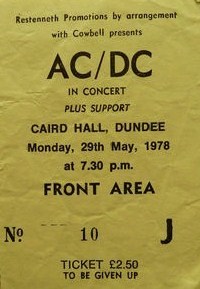 Restenneth Promotions by arrangement
with Cowbell presents
AC/DC
IN CONCERT
PLUS SUPPORT
CAIRD HALL, DUNDEE
Monday, 29th May, 1978
at 7.30 p.m.
FRONT AREA
No 10 J
TICKET £2.50
TO BE GIVEN UP